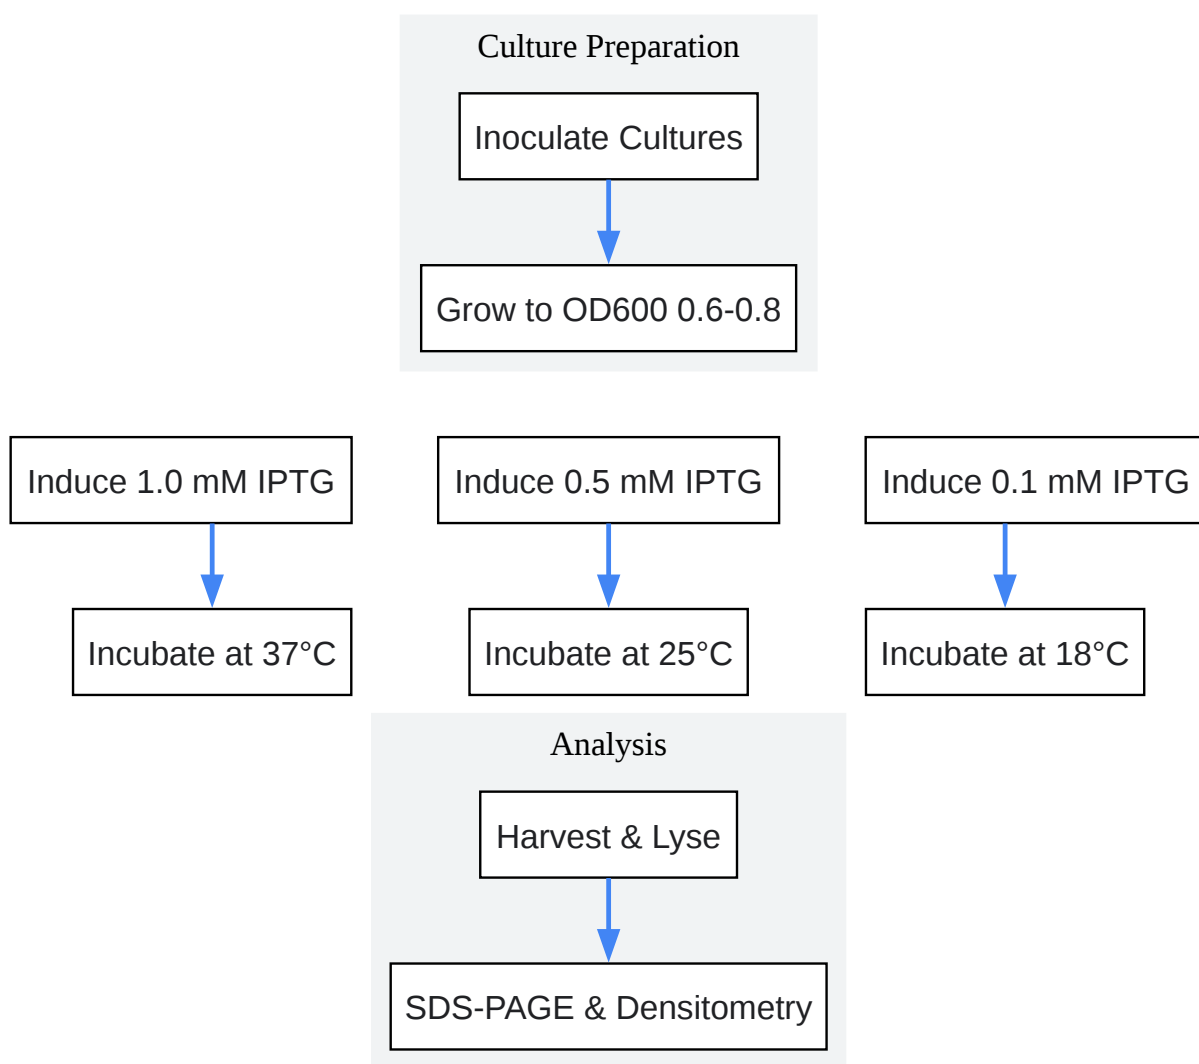 Culture Preparation
Inoculate Cultures
Grow to OD600 0.6-0.8
Induce 1.0 mM IPTG
Induce 0.5 mM IPTG
Induce 0.1 mM IPTG
Incubate at 37°C
Incubate at 25°C
Incubate at 18°C
Analysis
Harvest & Lyse
SDS-PAGE & Densitometry